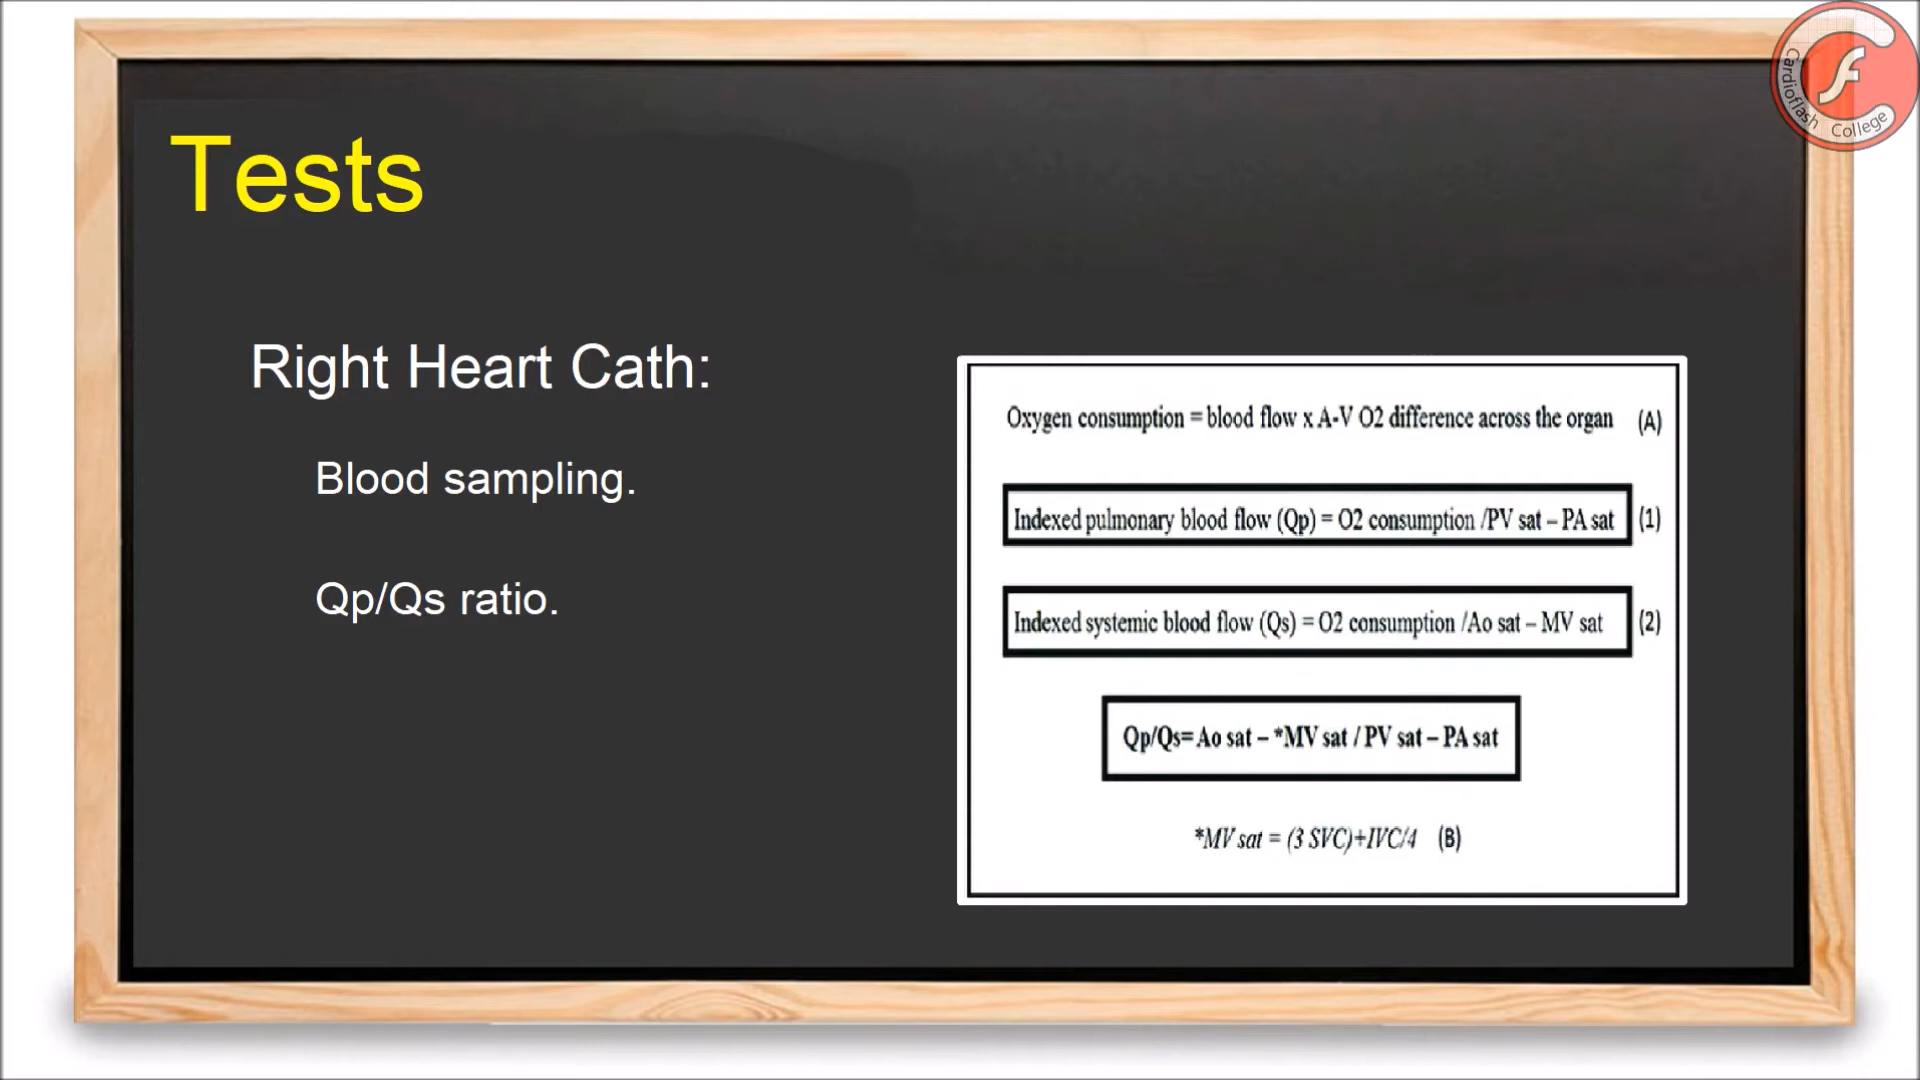 Cardioflash College
f
Tests
Right Heart Cath:
Blood sampling.
Qp/Qs ratio.
Oxygen consumption = blood flow x A-V O2 difference across the organ (A)
Indexed pulmonary blood flow (Qp) = O2 consumption /PV sat – PA sat (1)
Indexed systemic blood flow (Qs) = O2 consumption /Ao sat – MV sat (2)
Qp/Qs= Ao sat – *MV sat / PV sat – PA sat
*MV sat = (3 SVC)+IVC/4 (B)